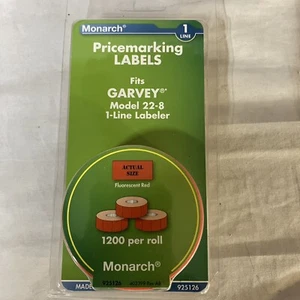 Monarch®
1
LINE
Pricemarking
LABELS
Fits
GARVEY®*
Model 22-8
1-Line Labeler
ACTUAL
SIZE
Fluorescent Red
1200 per roll
Monarch®
MADE
925126
925126